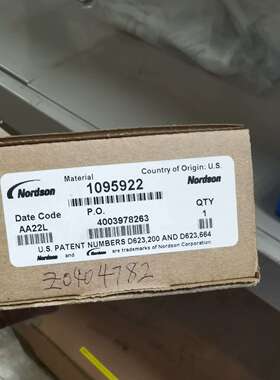 Material
Country of Origin: U.S.
Nordson
1095922
Nordson
Date Code
P.O.
QTY
AA22L
4003978263
1
U.S. PATENT NUMBERS D623,200 AND D623,664
Nordson and are trademarks of Nordson Corporation
Z0404782